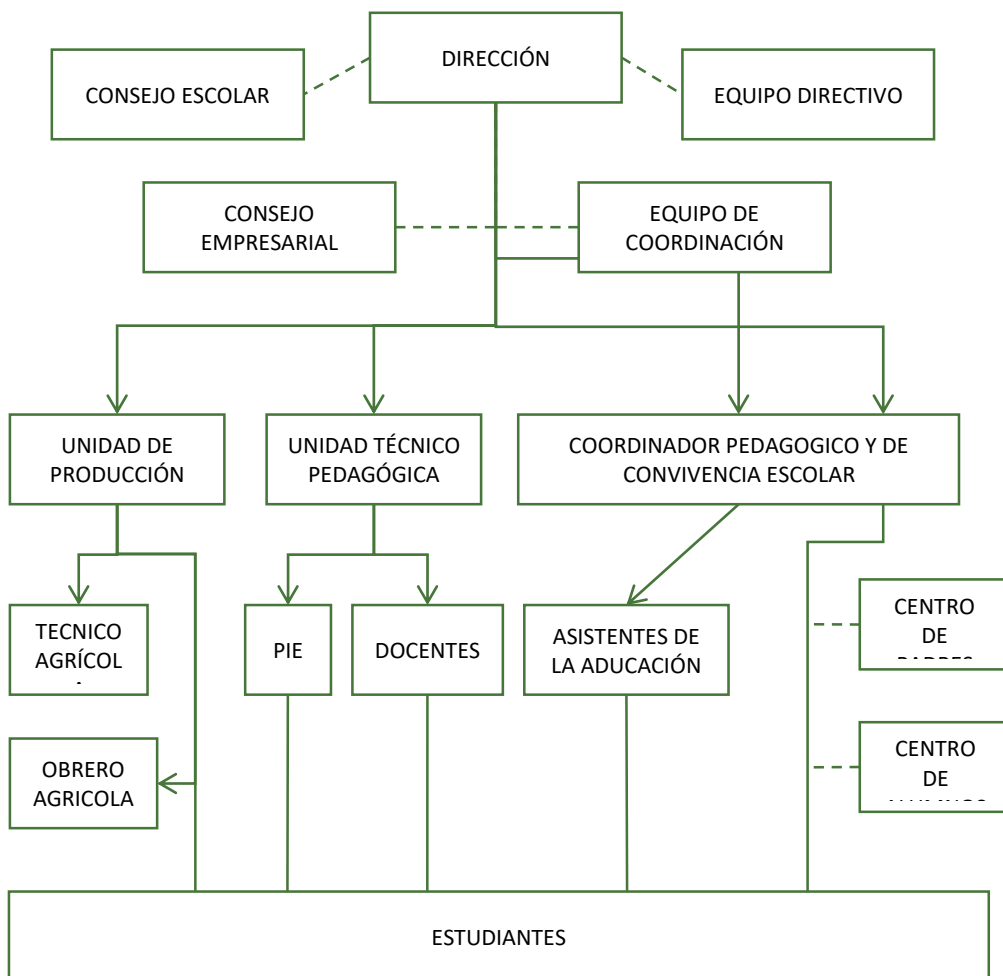 DIRECCIÓN
CONSEJO ESCOLAR
EQUIPO DIRECTIVO
CONSEJO
EMPRESARIAL
EQUIPO DE
COORDINACIÓN
UNIDAD DE
PRODUCCIÓN
UNIDAD TÉCNICO
PEDAGÓGICA
COORDINADOR PEDAGOGICO Y DE
CONVIVENCIA ESCOLAR
TECNICO
AGRÍCOL
PIE
DOCENTES
ASISTENTES DE
LA ADUCACIÓN
CENTRO
DE
OBRERO
AGRICOLA
CENTRO
DE
ESTUDIANTES